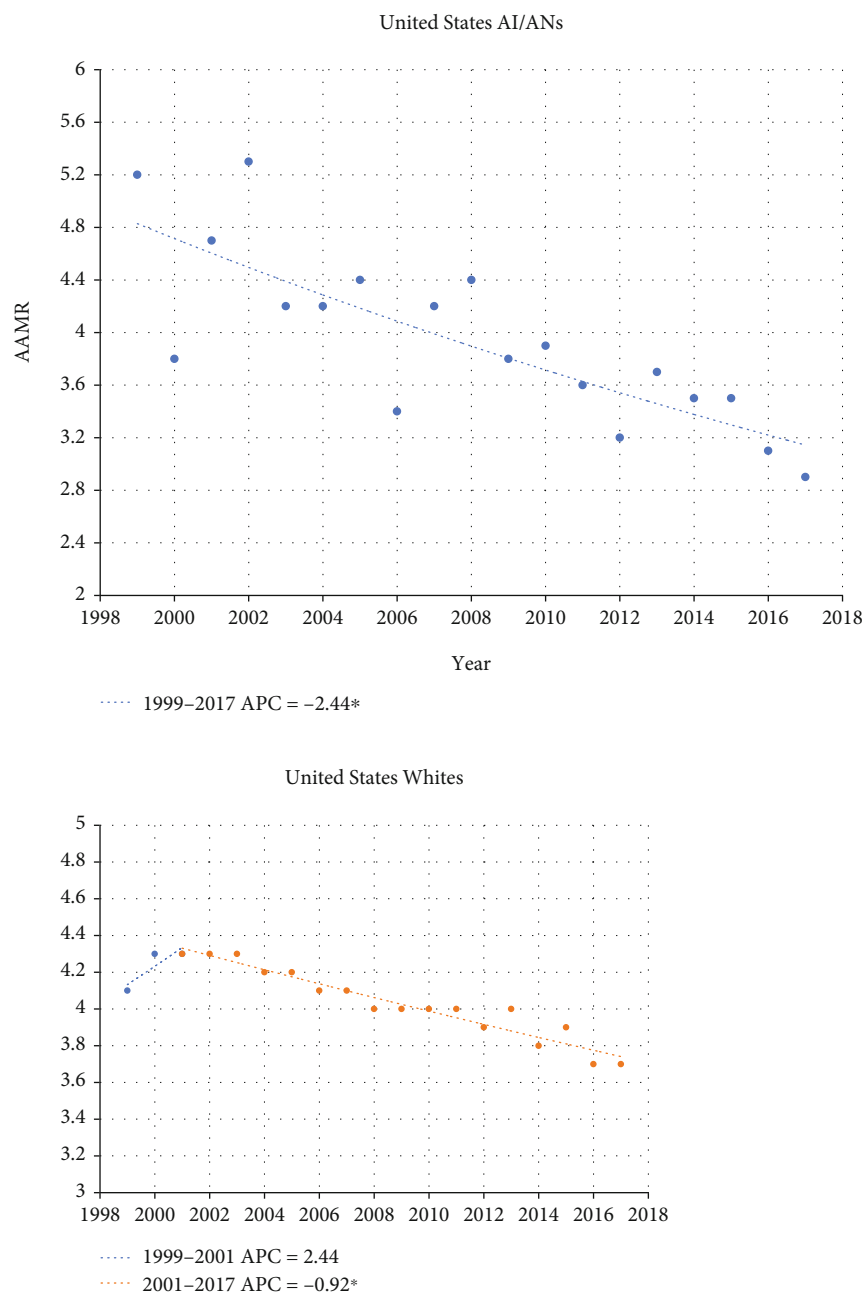 United States AI/ANs
6
5.6
5.2
4.8
4.4
4
3.6
3.2
2.8
2.4
2
AAMR
1998 2000 2002 2004 2006 2008 2010 2012 2014 2016 2018
Year
1999–2017 APC = –2.44*
United States Whites
5
4.8
4.6
4.4
4.2
4
3.8
3.6
3.4
3.2
3
1998 2000 2002 2004 2006 2008 2010 2012 2014 2016 2018
1999–2001 APC = 2.44
2001–2017 APC = –0.92*